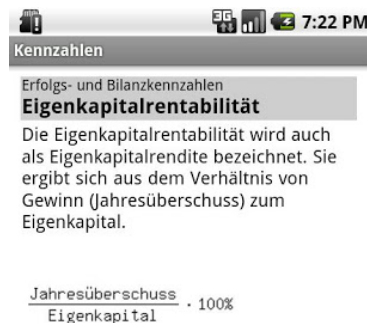 3G 7:22 PM
Kennzahlen
Erfolgs- und Bilanzkennzahlen
Eigenkapitalrentabilität
Die Eigenkapitalrentabilität wird auch
als Eigenkapitalrendite bezeichnet. Sie
ergibt sich aus dem Verhältnis von
Gewinn (Jahresüberschuss) zum
Eigenkapital.
Jahresüberschuss
· 100%
Eigenkapital